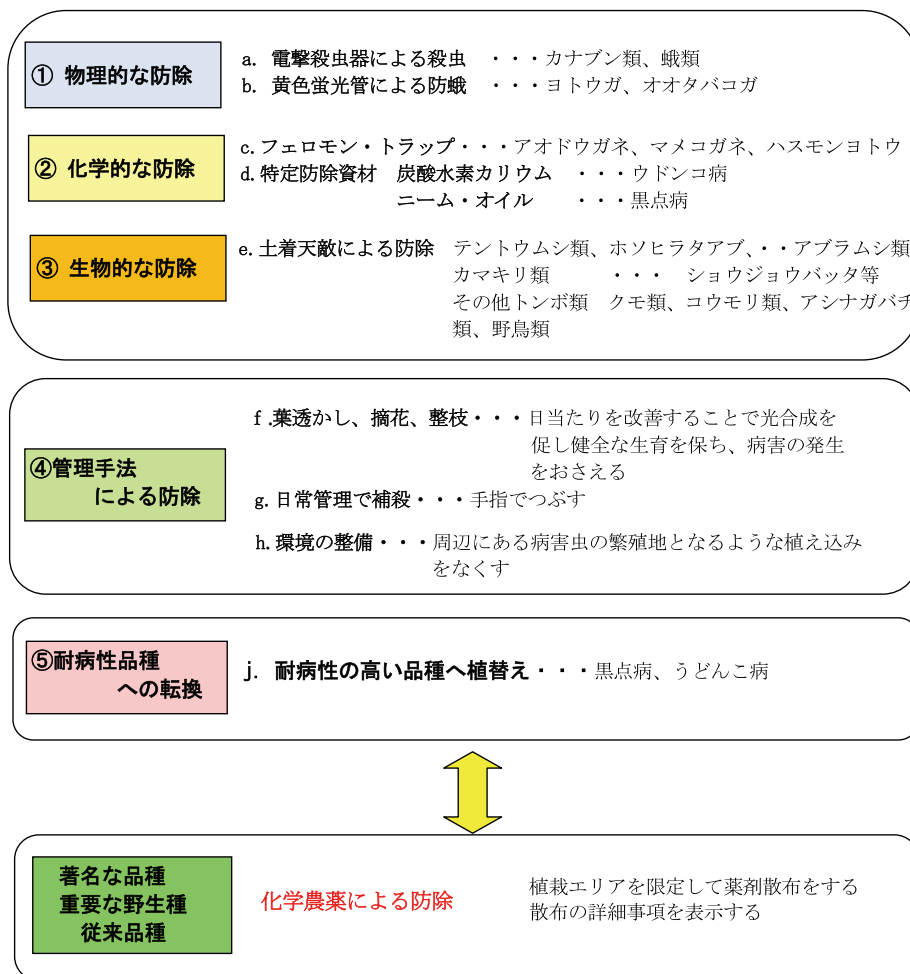 ① 物理的な防除
a. 電撃殺虫器による殺虫 ・・・カナブン類、蛾類
b. 黄色蛍光管による防蛾 ・・・ヨトウガ、オオタバコガ
② 化学的な防除
c. フェロモン・トラップ・・・アオドウガネ、マメコガネ、ハスモンヨトウ
d. 特定防除資材 炭酸水素カリウム ・・・ウドンコ病
ニーム・オイル ・・・黒点病
③ 生物的な防除
e. 土着天敵による防除 テントウムシ類、ホソヒラタアブ、・・アブラムシ類
カマキリ類 ・・・ ショウジョウバッタ等
その他トンボ類 クモ類、コウモリ類、アシナガバチ
類、野鳥類
④管理手法
による防除
f .葉透かし、摘花、整枝・・・日当たりを改善することで光合成を
促し健全な生育を保ち、病害の発生
をおさえる
g. 日常管理で補殺・・・手指でつぶす
h. 環境の整備・・・周辺にある病害虫の繁殖地となるような植え込み
をなくす
⑤耐病性品種
への転換
j. 耐病性の高い品種へ植替え・・・黒点病、うどんこ病
著名な品種
重要な野生種
従来品種
化学農薬による防除
植栽エリアを限定して薬剤散布をする
散布の詳細事項を表示する